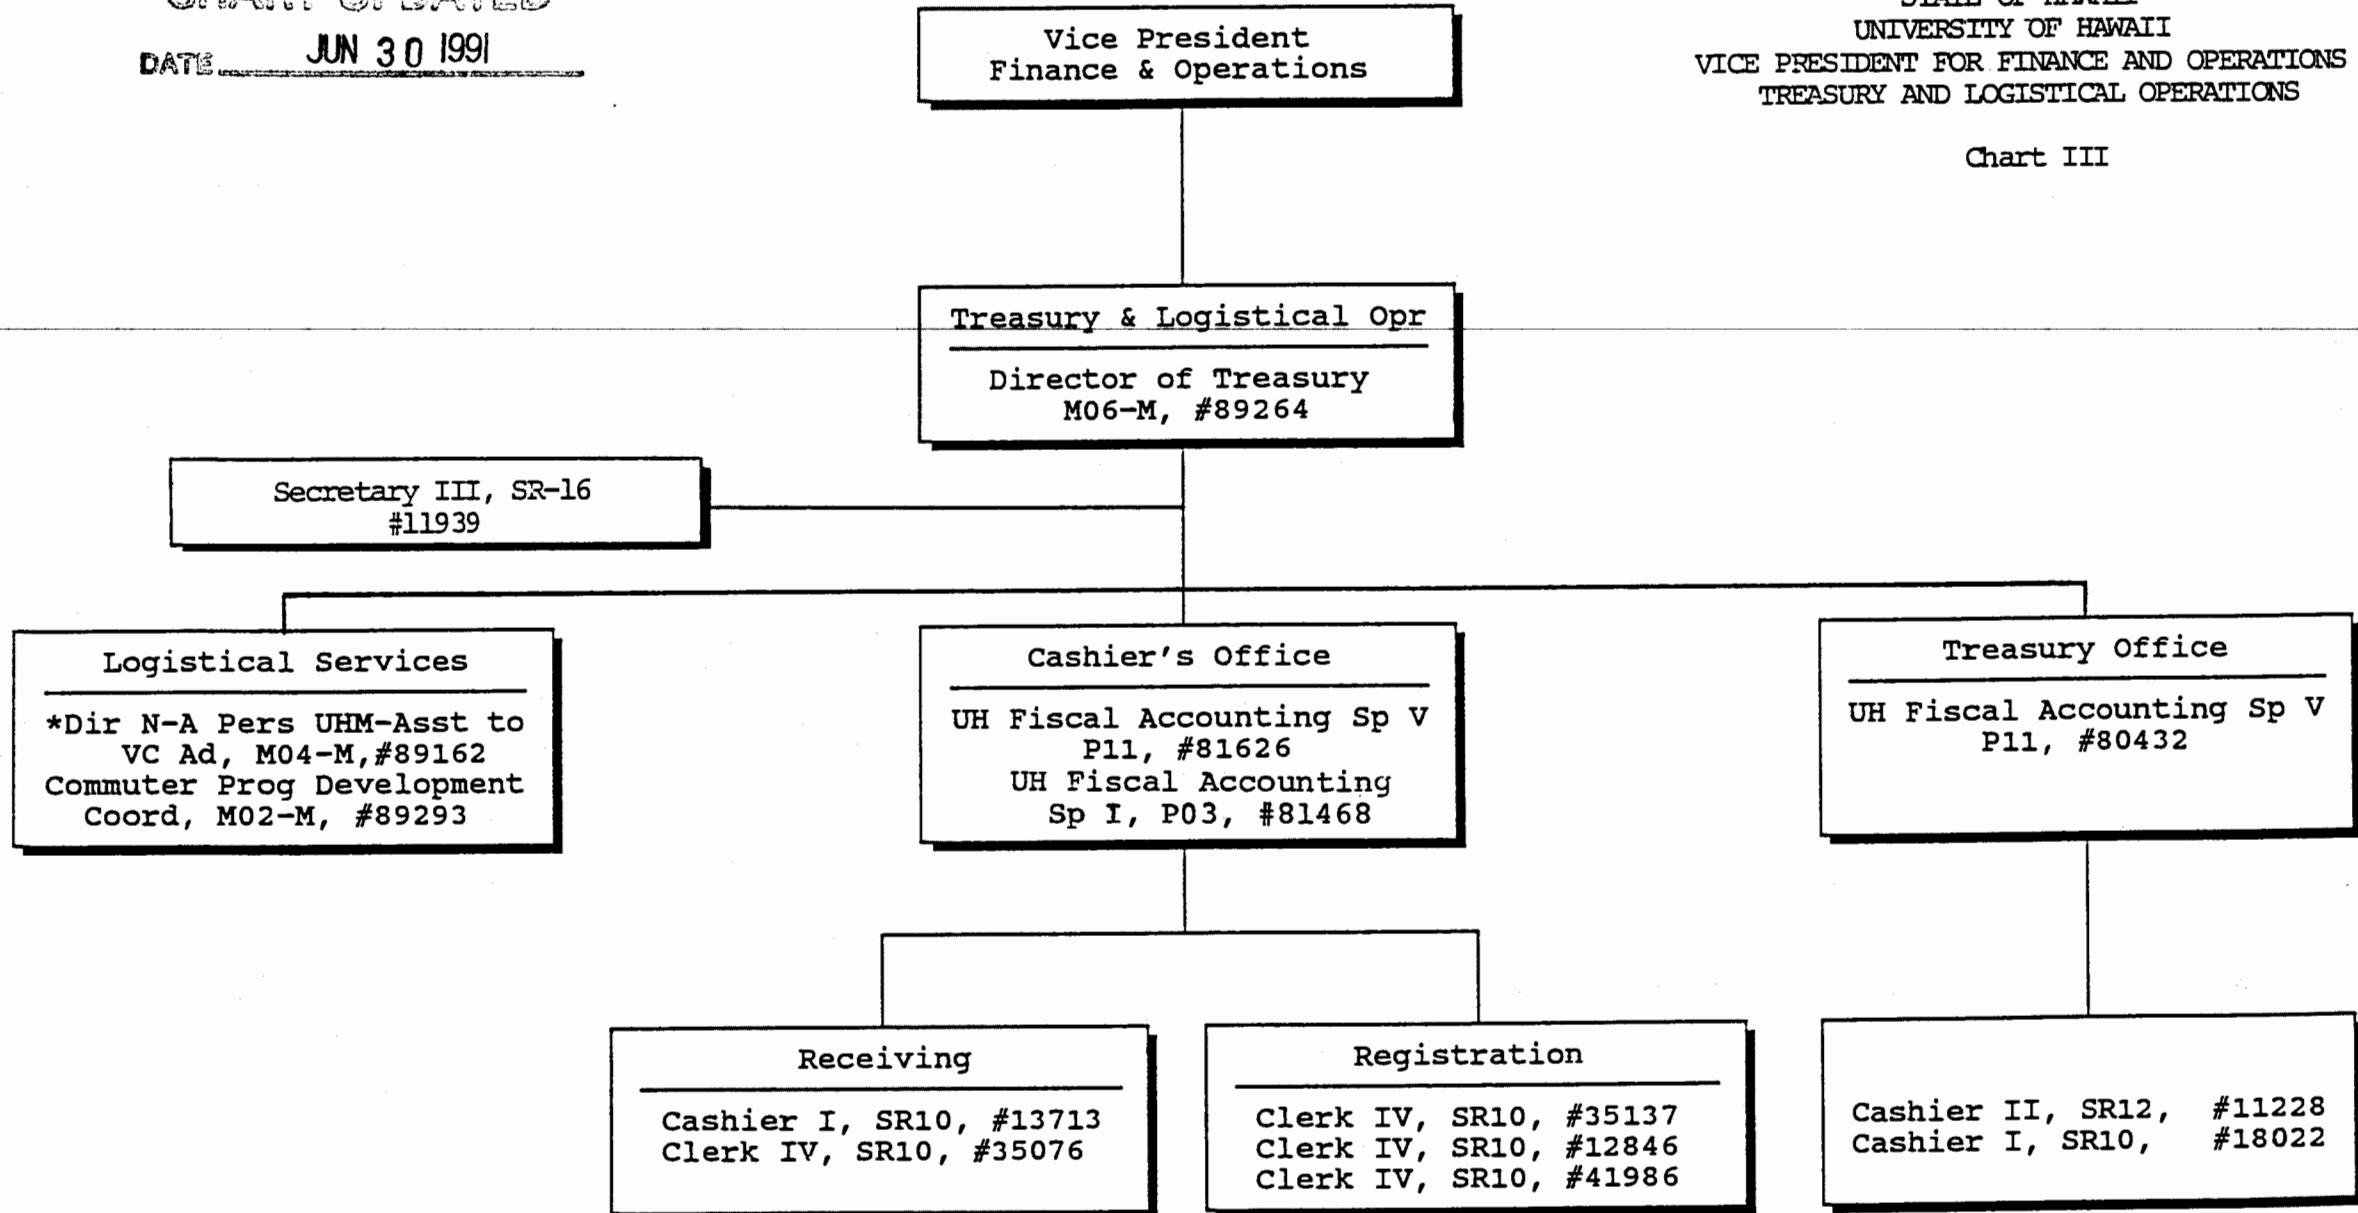 CHART UPDATED
DATE JUN 30 1991
STATE OF HAWAII
UNIVERSITY OF HAWAII
VICE PRESIDENT FOR FINANCE AND OPERATIONS
TREASURY AND LOGISTICAL OPERATIONS
Chart III
Vice President
Finance & Operations
Treasury & Logistical Opr
Director of Treasury
M06-M, #89264
Secretary III, SR-16
#11939
Logistical Services
*Dir N-A Pers UHM-Asst to
VC Ad, M04-M,#89162
Commuter Prog Development
Coord, M02-M, #89293
Cashier's Office
UH Fiscal Accounting Sp V
P11, #81626
UH Fiscal Accounting
Sp I, P03, #81468
Treasury Office
UH Fiscal Accounting Sp V
P11, #80432
Receiving
Cashier I, SR10, #13713
Clerk IV, SR10, #35076
Registration
Clerk IV, SR10, #35137
Clerk IV, SR10, #12846
Clerk IV, SR10, #41986
Cashier II, SR12, #11228
Cashier I, SR10, #18022